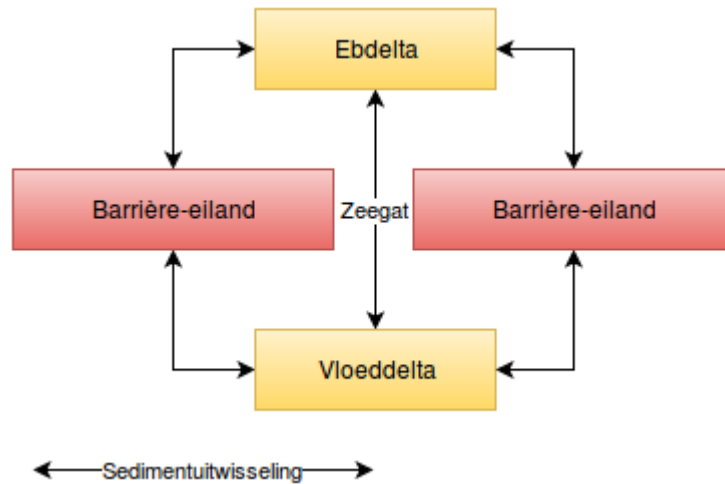 Ebdelta
Barrière-eiland
Zeegat
Barrière-eiland
Vloeddelta
Sedimentuitwisseling